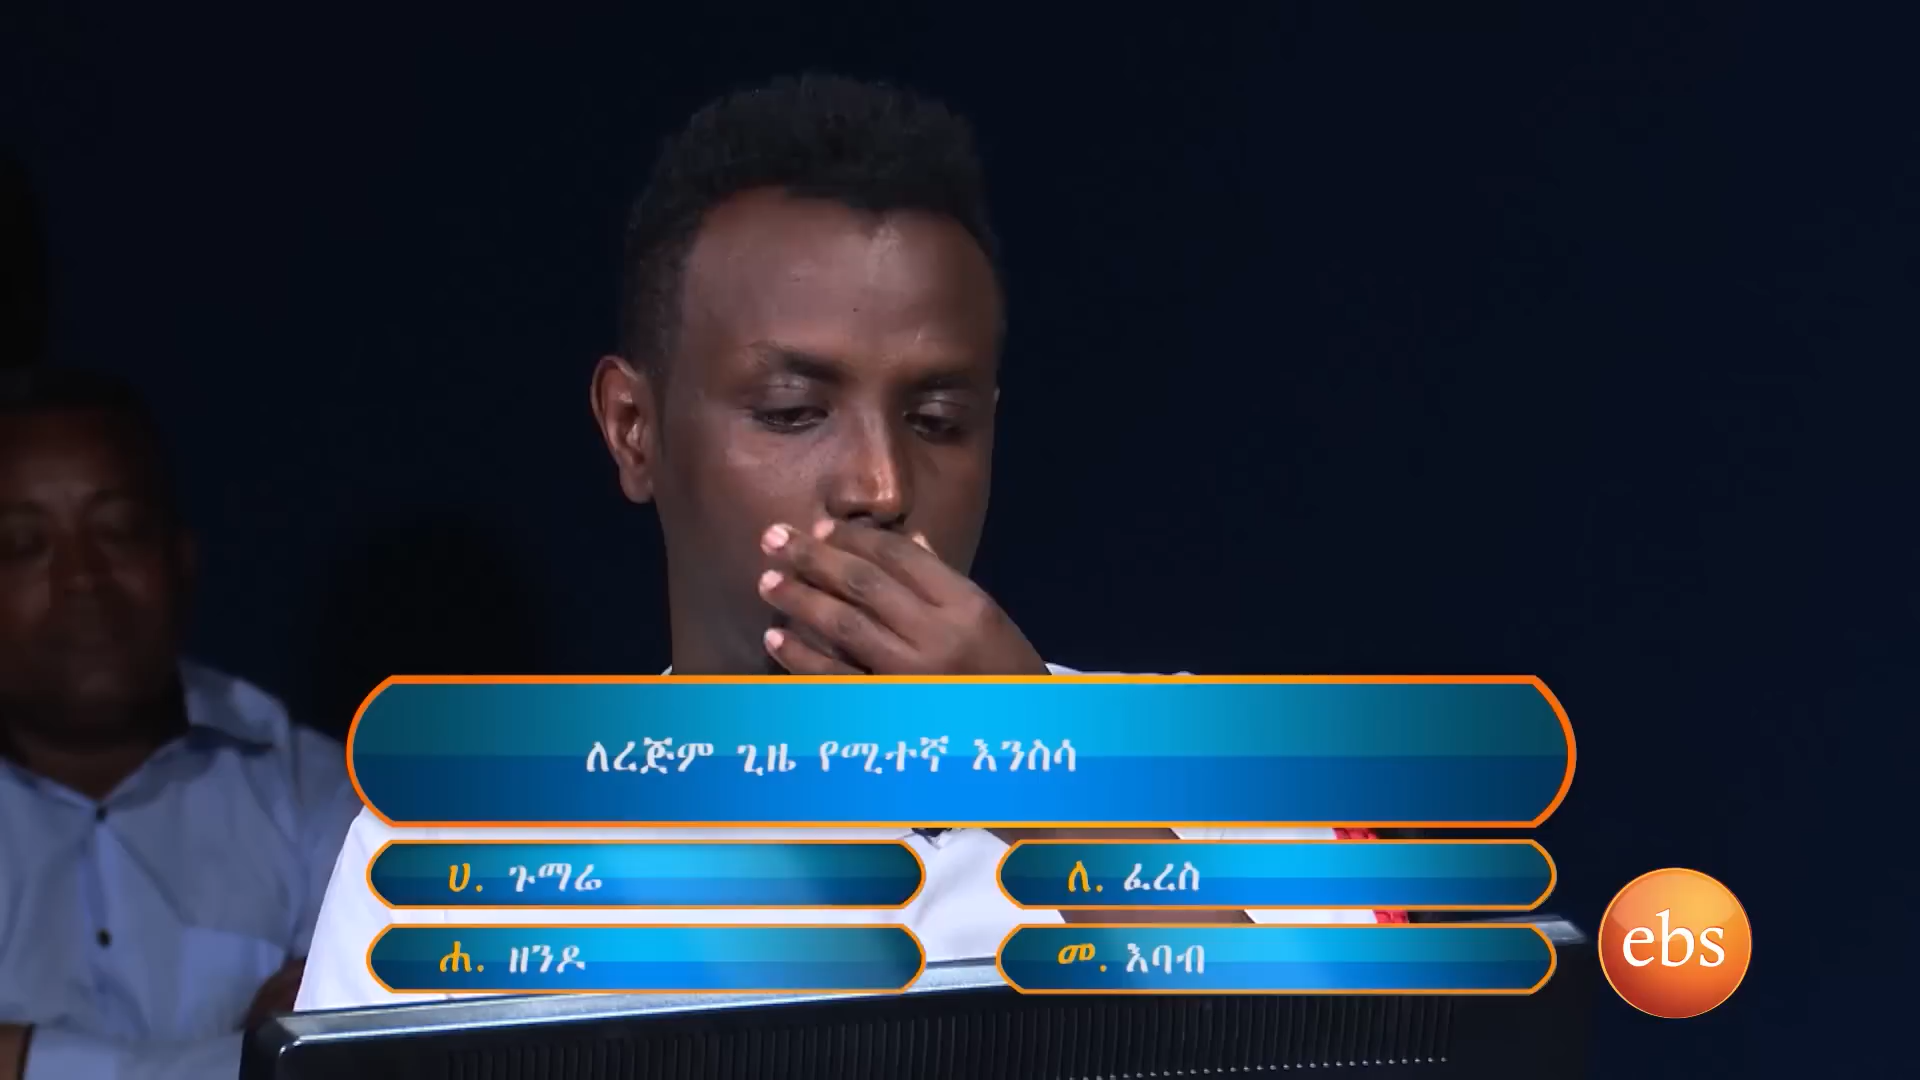 ለረጅም ጊዜ የሚተኛ እንስሳ
ሀ. ጉማሬ
ለ. ፈረስ
ሐ. ዘንዶ
መ. እባብ
ebs